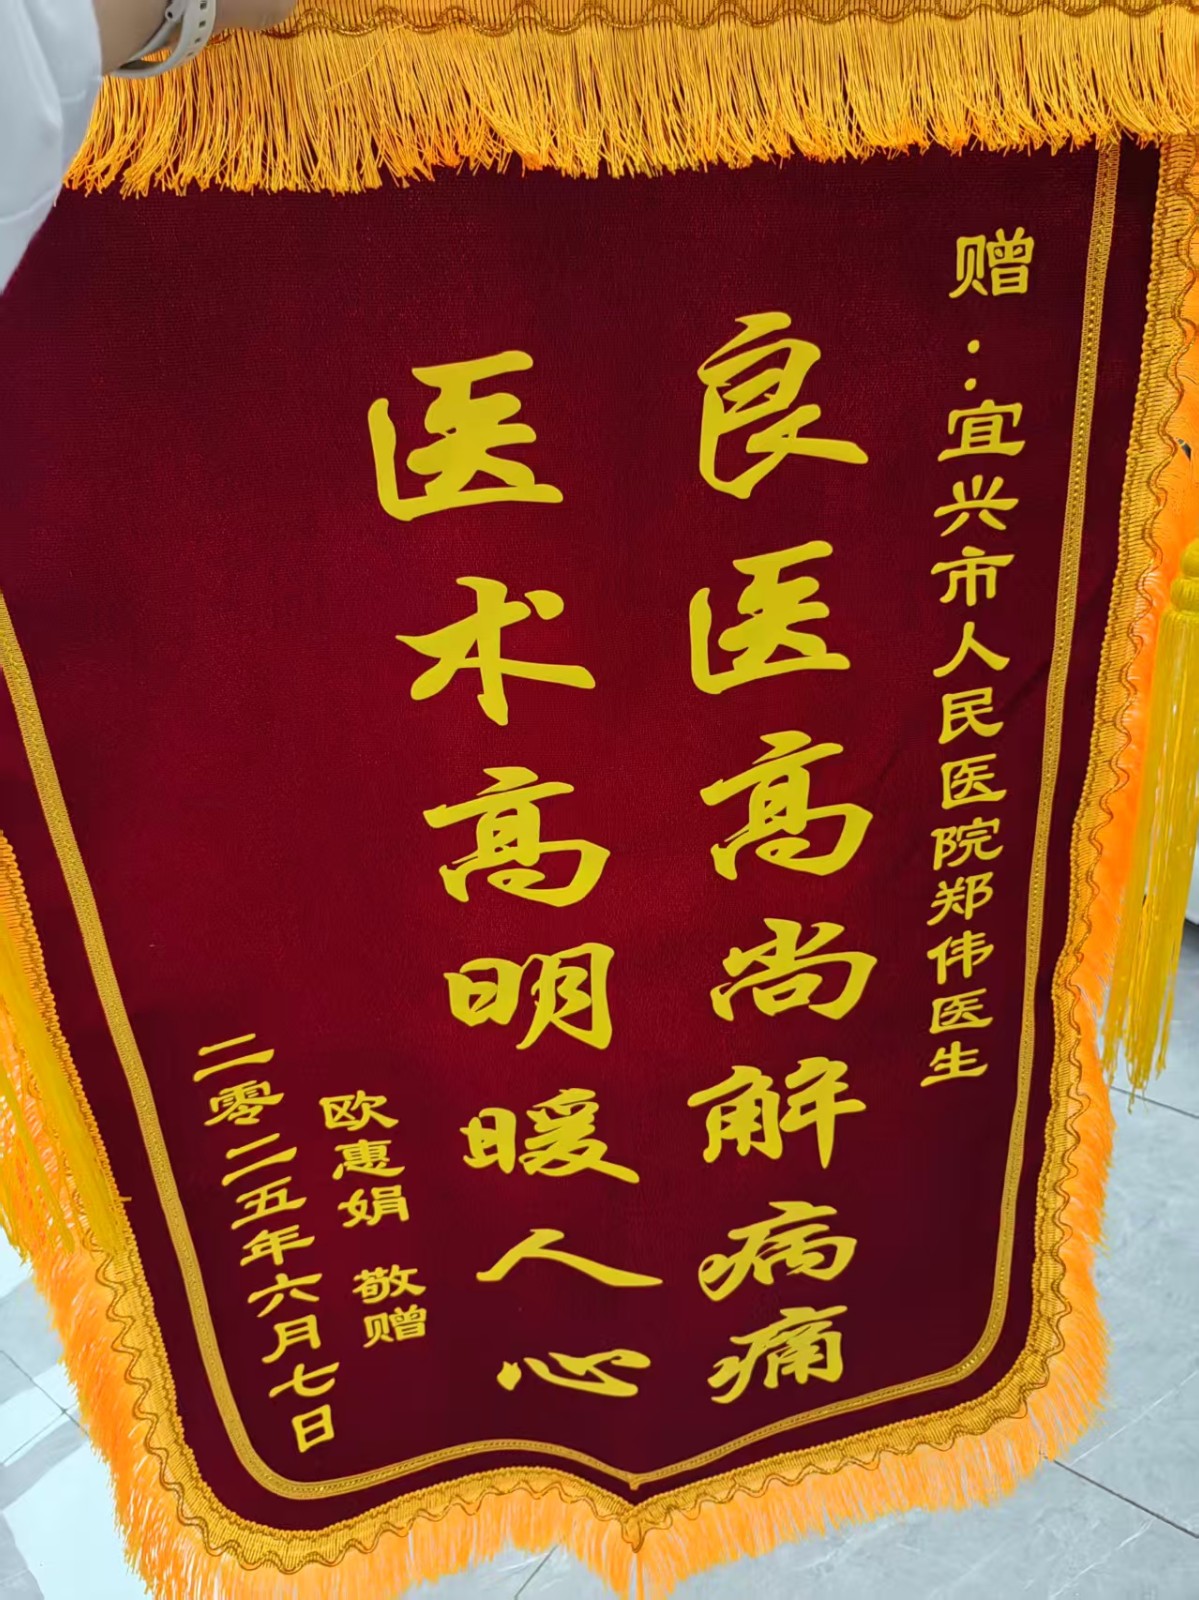 赠:宜兴市人民医院郑伟医生
良医高尚解病痛
医术高明暖人心
欧惠娟 敬赠
二零二五年六月七日